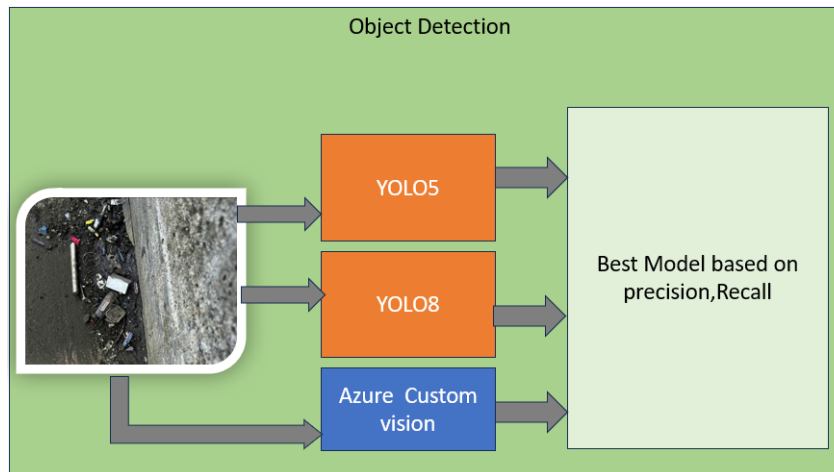 Object Detection
YOLO5
YOLO8
Azure Custom
vision
Best Model based on
precision,Recall